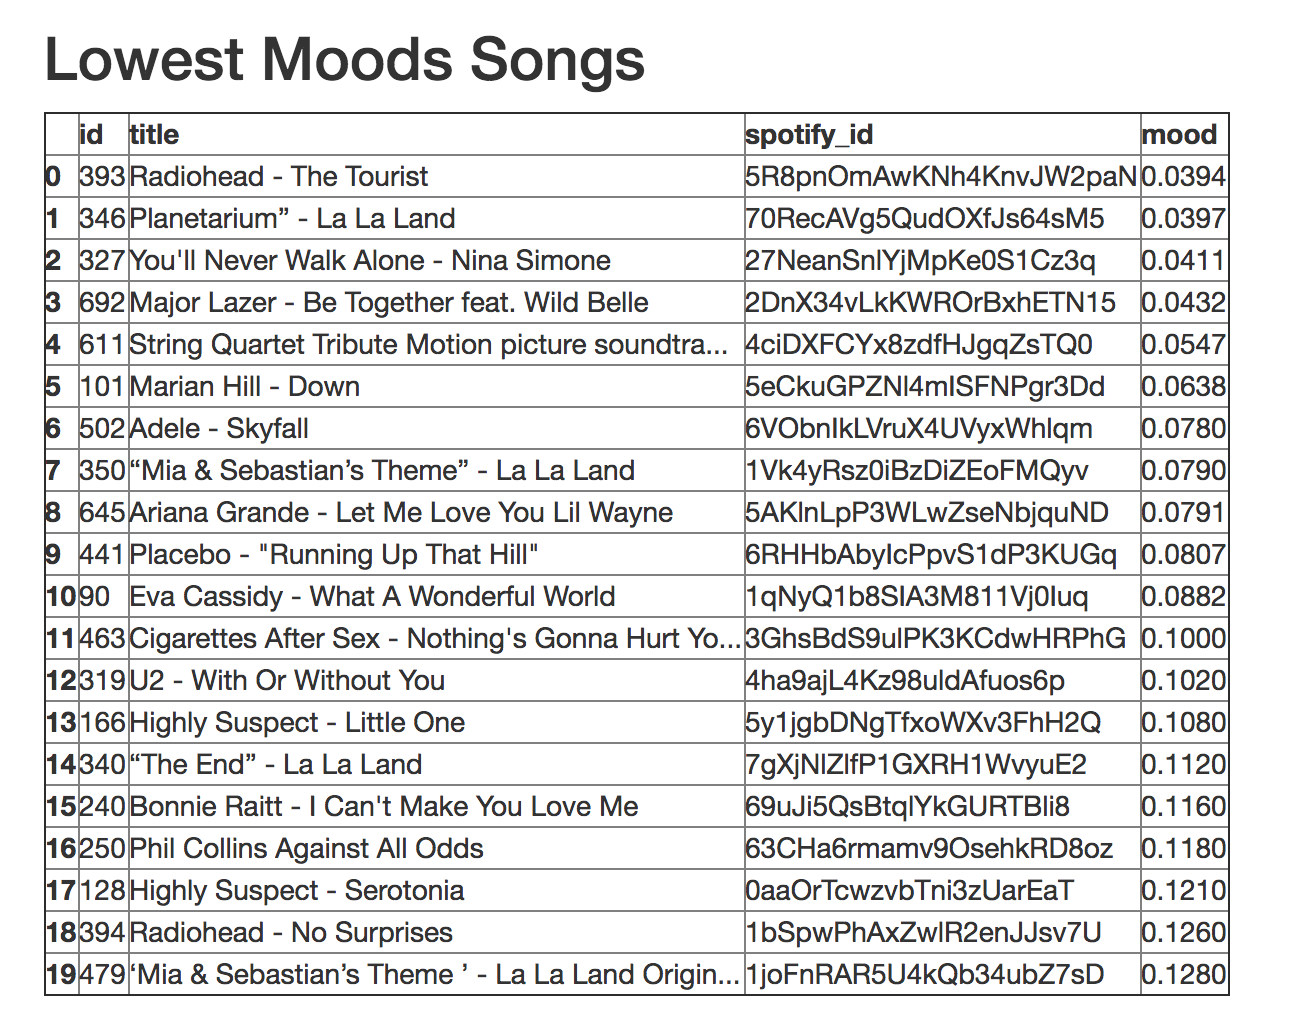 Lowest Moods Songs
id title spotify_id mood
0 393 Radiohead - The Tourist 5R8pnOmAwKNh4KnvJW2paN 0.0394
1 346 Planetarium” - La La Land 70RecAVg5QudOXfJs64sM5 0.0397
2 327 You'll Never Walk Alone - Nina Simone 27NeanSnlYjMpKe0S1Cz3q 0.0411
3 692 Major Lazer - Be Together feat. Wild Belle 2DnX34vLkKWROrBxhETN15 0.0432
4 611 String Quartet Tribute Motion picture soundtra... 4ciDXFCYx8zdfHJgqZsTQ0 0.0547
5 101 Marian Hill - Down 5eCkuGPZNl4mISFNPgr3Dd 0.0638
6 502 Adele - Skyfall 6VObnIkLVruX4UVyxWhlqm 0.0780
7 350 “Mia & Sebastian’s Theme” - La La Land 1Vk4yRsz0iBzDiZEoFMQyv 0.0790
8 645 Ariana Grande - Let Me Love You Lil Wayne 5AKlnLpP3WLwZseNbjquND 0.0791
9 441 Placebo - "Running Up That Hill" 6RHHbAbyIcPpvS1dP3KUGq 0.0807
10 90 Eva Cassidy - What A Wonderful World 1qNyQ1b8SIA3M811Vj0Iuq 0.0882
11 463 Cigarettes After Sex - Nothing's Gonna Hurt Yo... 3GhsBdS9ulPK3KCdwHRPhG 0.1000
12 319 U2 - With Or Without You 4ha9ajL4Kz98uldAfuos6p 0.1020
13 166 Highly Suspect - Little One 5y1jgbDNgTfxoWXv3FhH2Q 0.1080
14 340 “The End” - La La Land 7gXjNlZlfP1GXRH1WvyuE2 0.1120
15 240 Bonnie Raitt - I Can't Make You Love Me 69uJi5QsBtqlYkGURTBli8 0.1160
16 250 Phil Collins Against All Odds 63CHa6rmamv9OsehkRD8oz 0.1180
17 128 Highly Suspect - Serotonia 0aaOrTcwzvbTni3zUarEaT 0.1210
18 394 Radiohead - No Surprises 1bSpwPhAxZwlR2enJJsv7U 0.1260
19 479 ‘Mia & Sebastian’s Theme ’ - La La Land Origin... 1joFnRAR5U4kQb34ubZ7sD 0.1280